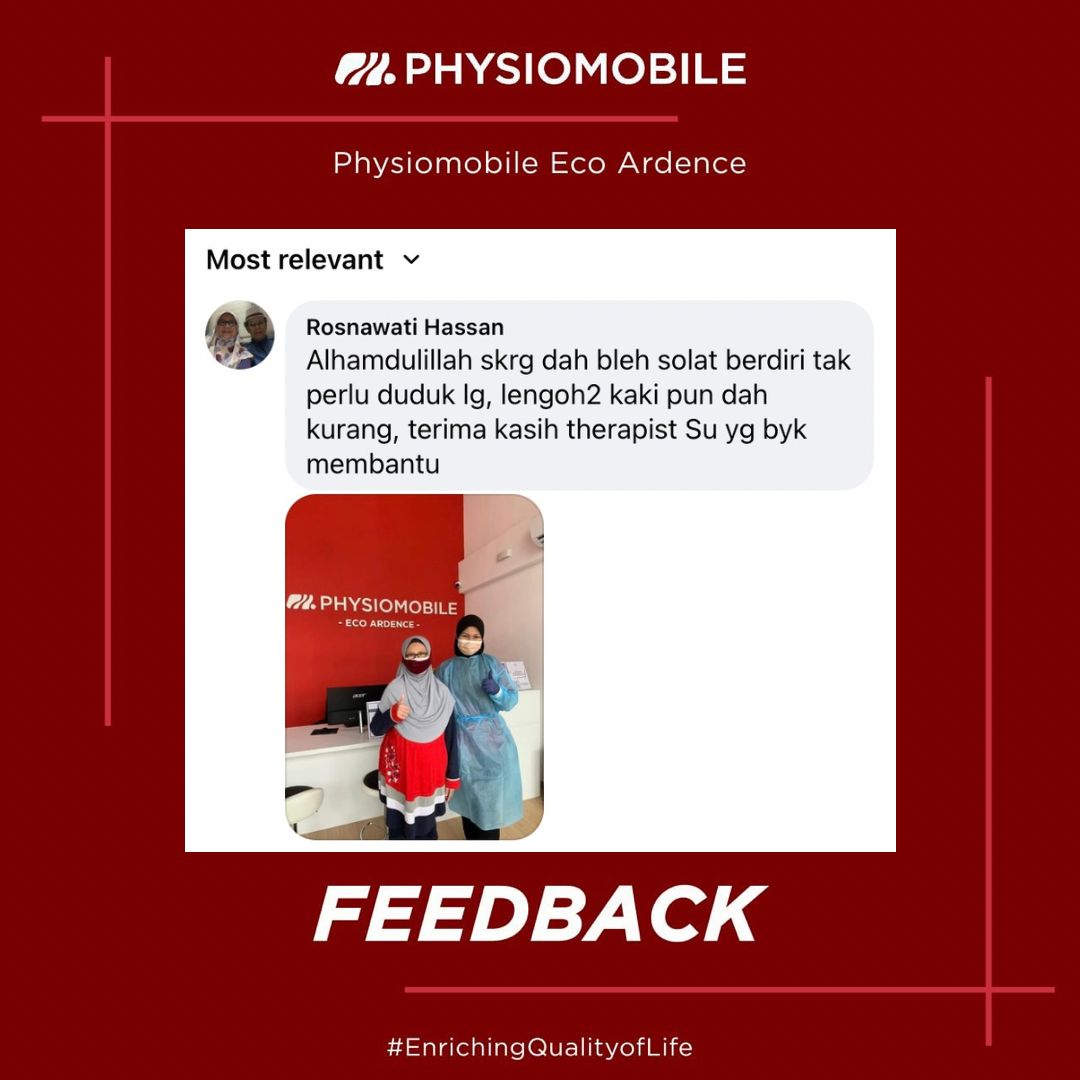 PHYSIOMOBILE
Physiomobile Eco Ardence
Most relevant
Rosnawati Hassan
Alhamdulillah skrg dah bleh solat berdiri tak
perlu duduk lg, lengoh2 kaki pun dah
kurang, terima kasih therapist Su yg byk
membantu
PHYSIOMOBILE
- ECO ARDENCE -
acer
FEEDBACK
#EnrichingQualityofLife